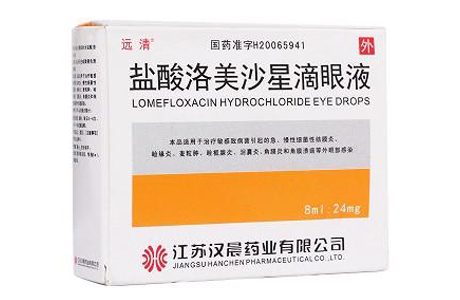 远清
国药准字H20065941
外
盐酸洛美沙星滴眼液
LOMEFLOXACIN HYDROCHLORIDE EYE DROPS
本品适用于治疗敏感致病菌引起的急、慢性细菌性结膜炎、
睑缘炎、麦粒肿、睑板腺炎、泪囊炎、角膜炎和角膜溃疡等外眼部感染
8ml:24mg
江苏汉晨药业有限公司
JIANGSU HANCHEN PHARMACEUTICAL CO.,LTD.